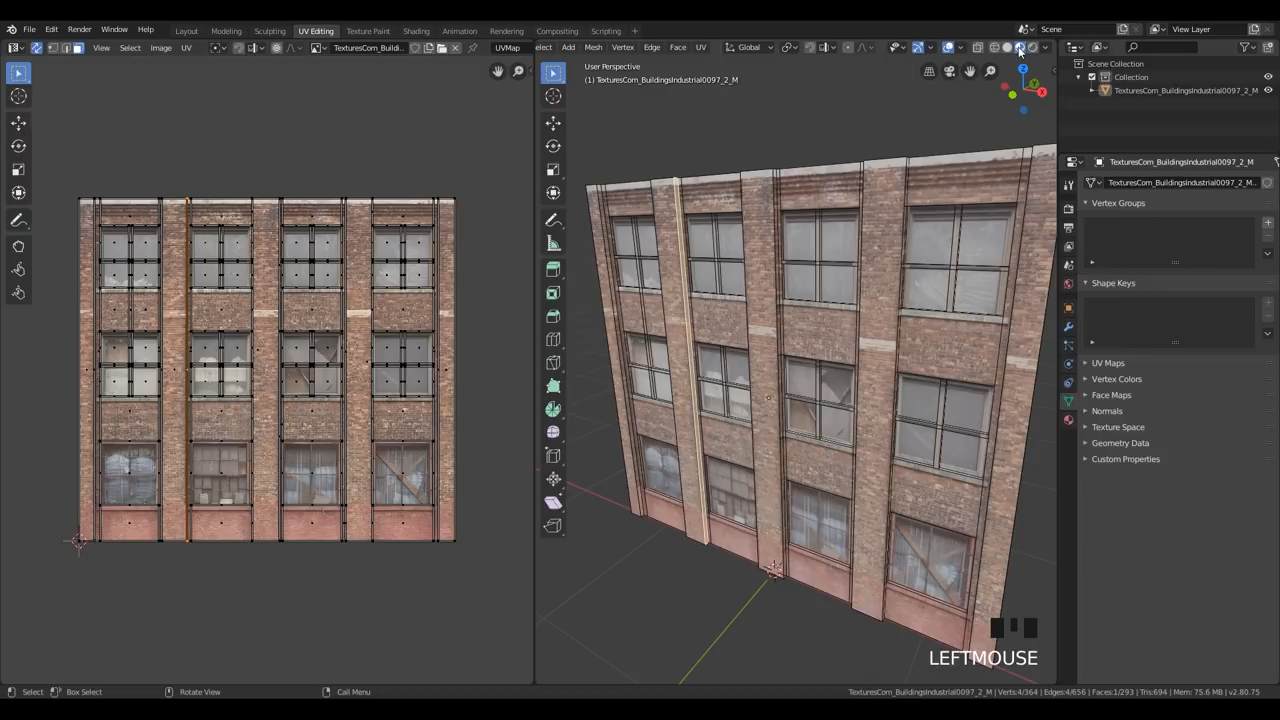 File Edit Render Window Help Layout Modeling Sculpting UV Editing Texture Paint Shading Animation Rendering Compositing Scripting Scene View Layer
View Select Image UV TexturesCom_Buildi... UVMap elect Add Mesh Vertex Edge Face UV Global
User Perspective
(1) TexturesCom_BuildingsIndustrial0097_2_M
Scene Collection
Collection
TexturesCom_BuildingsIndustrial0097_2_M
TexturesCom_BuildingsIndustrial0097_2_M
TexturesCom_BuildingsIndustrial0097_2_M..
Vertex Groups
Shape Keys
UV Maps
Vertex Colors
Face Maps
Normals
Texture Space
Geometry Data
Custom Properties
Z
Y
X
LEFTMOUSE
Select Box Select Rotate View Call Menu TexturesCom_BuildingsIndustrial0097_2_M | Verts:4/364 | Edges:4/656 | Faces:1/293 | Tris:694 | Mem: 75.6 MB | v2.80.75